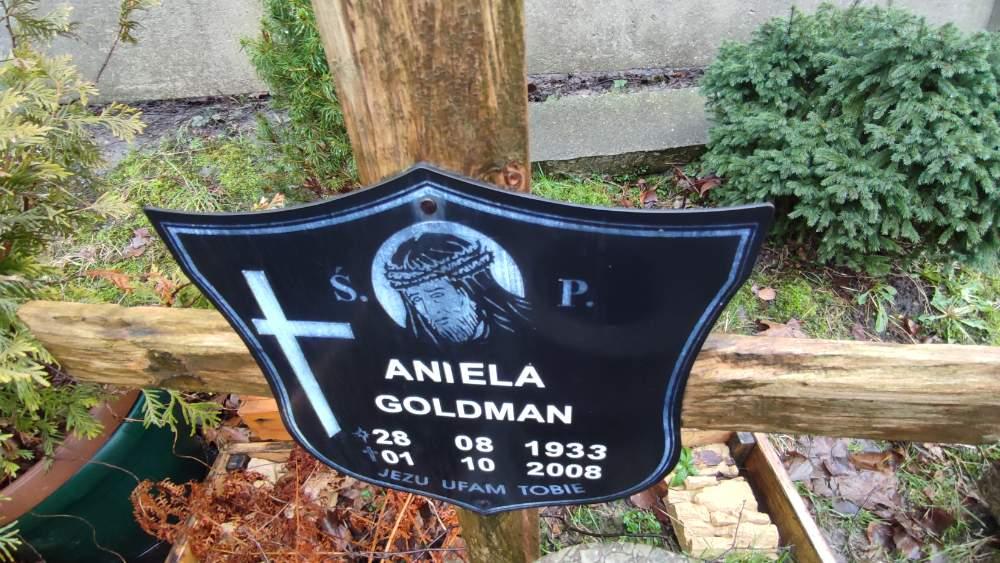 Ś. P.
ANIELA
GOLDMAN
28 08 1933
01 10 2008
JEZU UFAM TOBIE